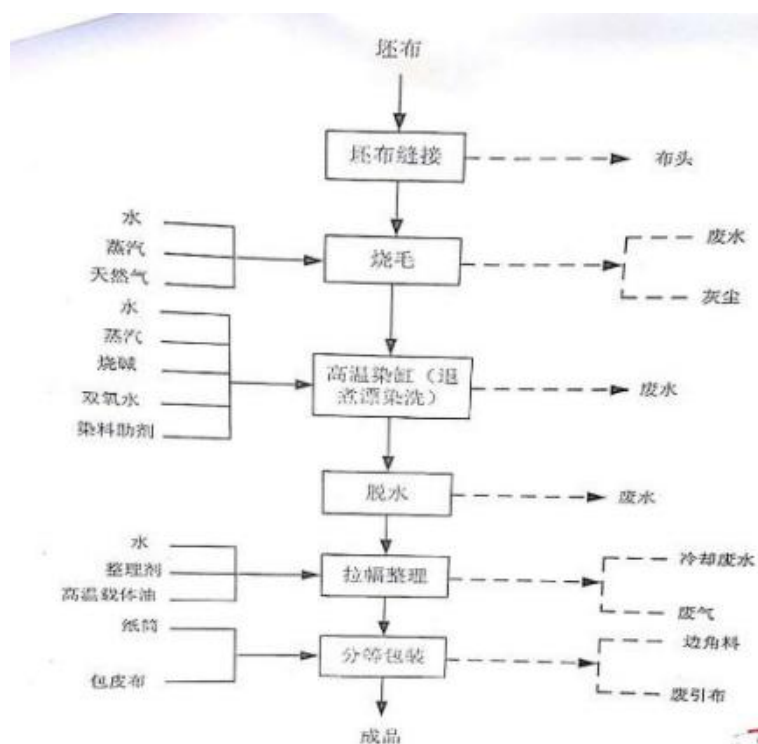 坯布
坯布缝接
布头
水
蒸汽
天然气
烧毛
废水
灰尘
水
蒸汽
烧碱
双氧水
染料助剂
高温染缸（退
煮漂染洗）
废水
脱水
废水
水
整理剂
高温载体油
拉幅整理
冷却废水
废气
纸筒
包皮布
分等包装
边角料
废引布
成品